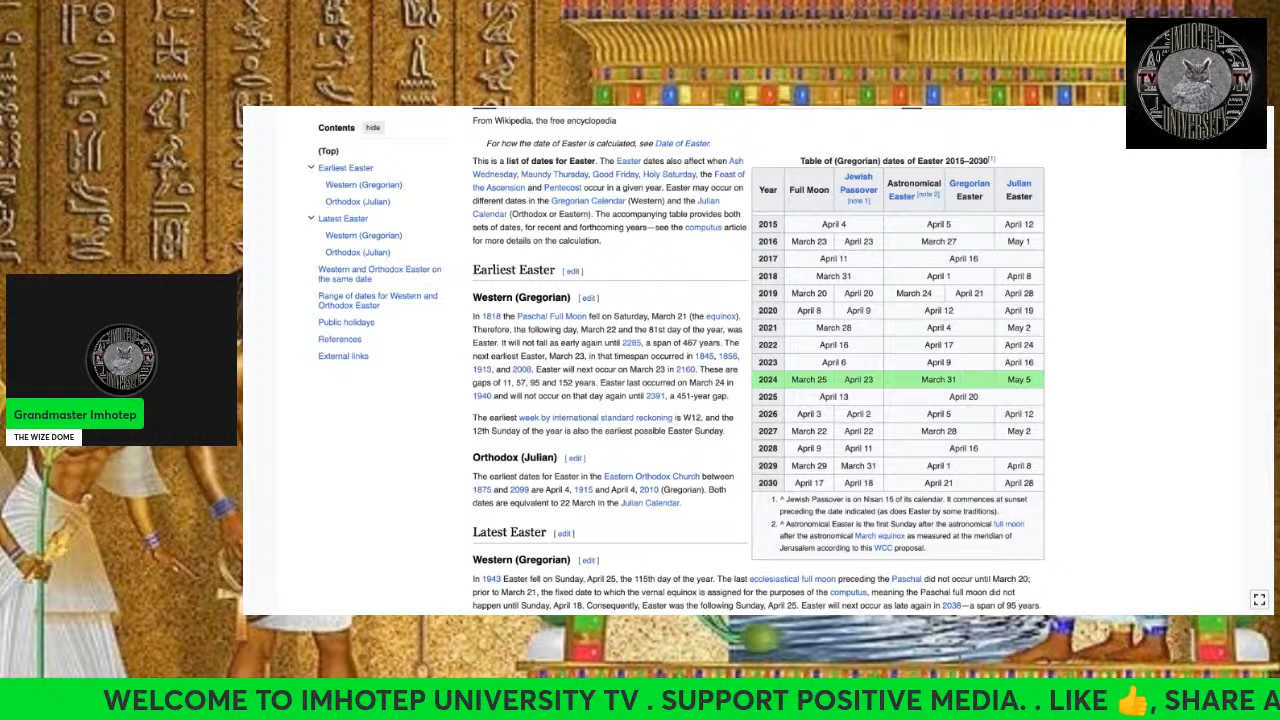 IMHOTEP
TV TV
UNIVERSITY
Contents hide
(Top)
Earliest Easter
Western (Gregorian)
Orthodox (Julian)
Latest Easter
Western (Gregorian)
Orthodox (Julian)
Western and Orthodox Easter on
the same date
Range of dates for Western and
Orthodox Easter
Public holidays
References
External links
From Wikipedia, the free encyclopedia
For how the date of Easter is calculated, see Date of Easter.
This is a list of dates for Easter. The Easter dates also affect when Ash
Wednesday, Maundy Thursday, Good Friday, Holy Saturday, the Feast of
the Ascension and Pentecost occur in a given year. Easter may occur on
different dates in the Gregorian Calendar (Western) and the Julian
Calendar (Orthodox or Eastern). The accompanying table provides both
sets of dates, for recent and forthcoming years—see the computus article
for more details on the calculation.
Earliest Easter [ edit ]
Western (Gregorian) [ edit ]
In 1818 the Paschal Full Moon fell on Saturday, March 21 (the equinox).
Therefore, the following day, March 22 and the 81st day of the year, was
Easter. It will not fall as early again until 2285, a span of 467 years. The
next earliest Easter, March 23, in that timespan occurred in 1845, 1856,
1913, and 2008. Easter will next occur on March 23 in 2160. These are
gaps of 11, 57, 95 and 152 years. Easter last occurred on March 24 in
1940 and will not occur on that day again until 2391, a 451-year gap.
The earliest week by international standard reckoning is W12, and the
12th Sunday of the year is also the earliest possible Easter Sunday.
Orthodox (Julian) [ edit ]
The earliest dates for Easter in the Eastern Orthodox Church between
1875 and 2099 are April 4, 1915 and April 4, 2010 (Gregorian). Both
dates are equivalent to 22 March in the Julian Calendar.
Latest Easter [ edit ]
Western (Gregorian) [ edit ]
In 1943 Easter fell on Sunday, April 25, the 115th day of the year. The last ecclesiastical full moon preceding the Paschal did not occur until March 20;
prior to March 21, the fixed date to which the vernal equinox is assigned for the purposes of the computus, meaning the Paschal full moon did not
happen until Sunday, April 18. Consequently, Easter was the following Sunday, April 25. Easter will next occur as late again in 2038—a span of 95 years.
Table of (Gregorian) dates of Easter 2015–2030[1]
Year Full Moon Jewish Passover [note 1] Astronomical Easter [note 2] Gregorian Easter Julian Easter
2015 April 4 April 5 April 12
2016 March 23 April 23 March 27 May 1
2017 April 11 April 16
2018 March 31 April 1 April 8
2019 March 20 April 20 March 24 April 21 April 28
2020 April 8 April 9 April 12 April 19
2021 March 28 April 4 May 2
2022 April 16 April 17 April 24
2023 April 6 April 9 April 16
2024 March 25 April 23 March 31 May 5
2025 April 13 April 20
2026 April 3 April 2 April 5 April 12
2027 March 22 April 22 March 28 May 2
2028 April 9 April 11 April 16
2029 March 29 March 31 April 1 April 8
2030 April 17 April 18 April 21 April 28
1. ^ Jewish Passover is on Nisan 15 of its calendar. It commences at sunset
preceding the date indicated (as does Easter by some traditions).
2. ^ Astronomical Easter is the first Sunday after the astronomical full moon
after the astronomical March equinox as measured at the meridian of
Jerusalem according to this WCC proposal.
Grandmaster Imhotep
THE WIZE DOME
WELCOME TO IMHOTEP UNIVERSITY TV . SUPPORT POSITIVE MEDIA. . LIKE 👍, SHARE A